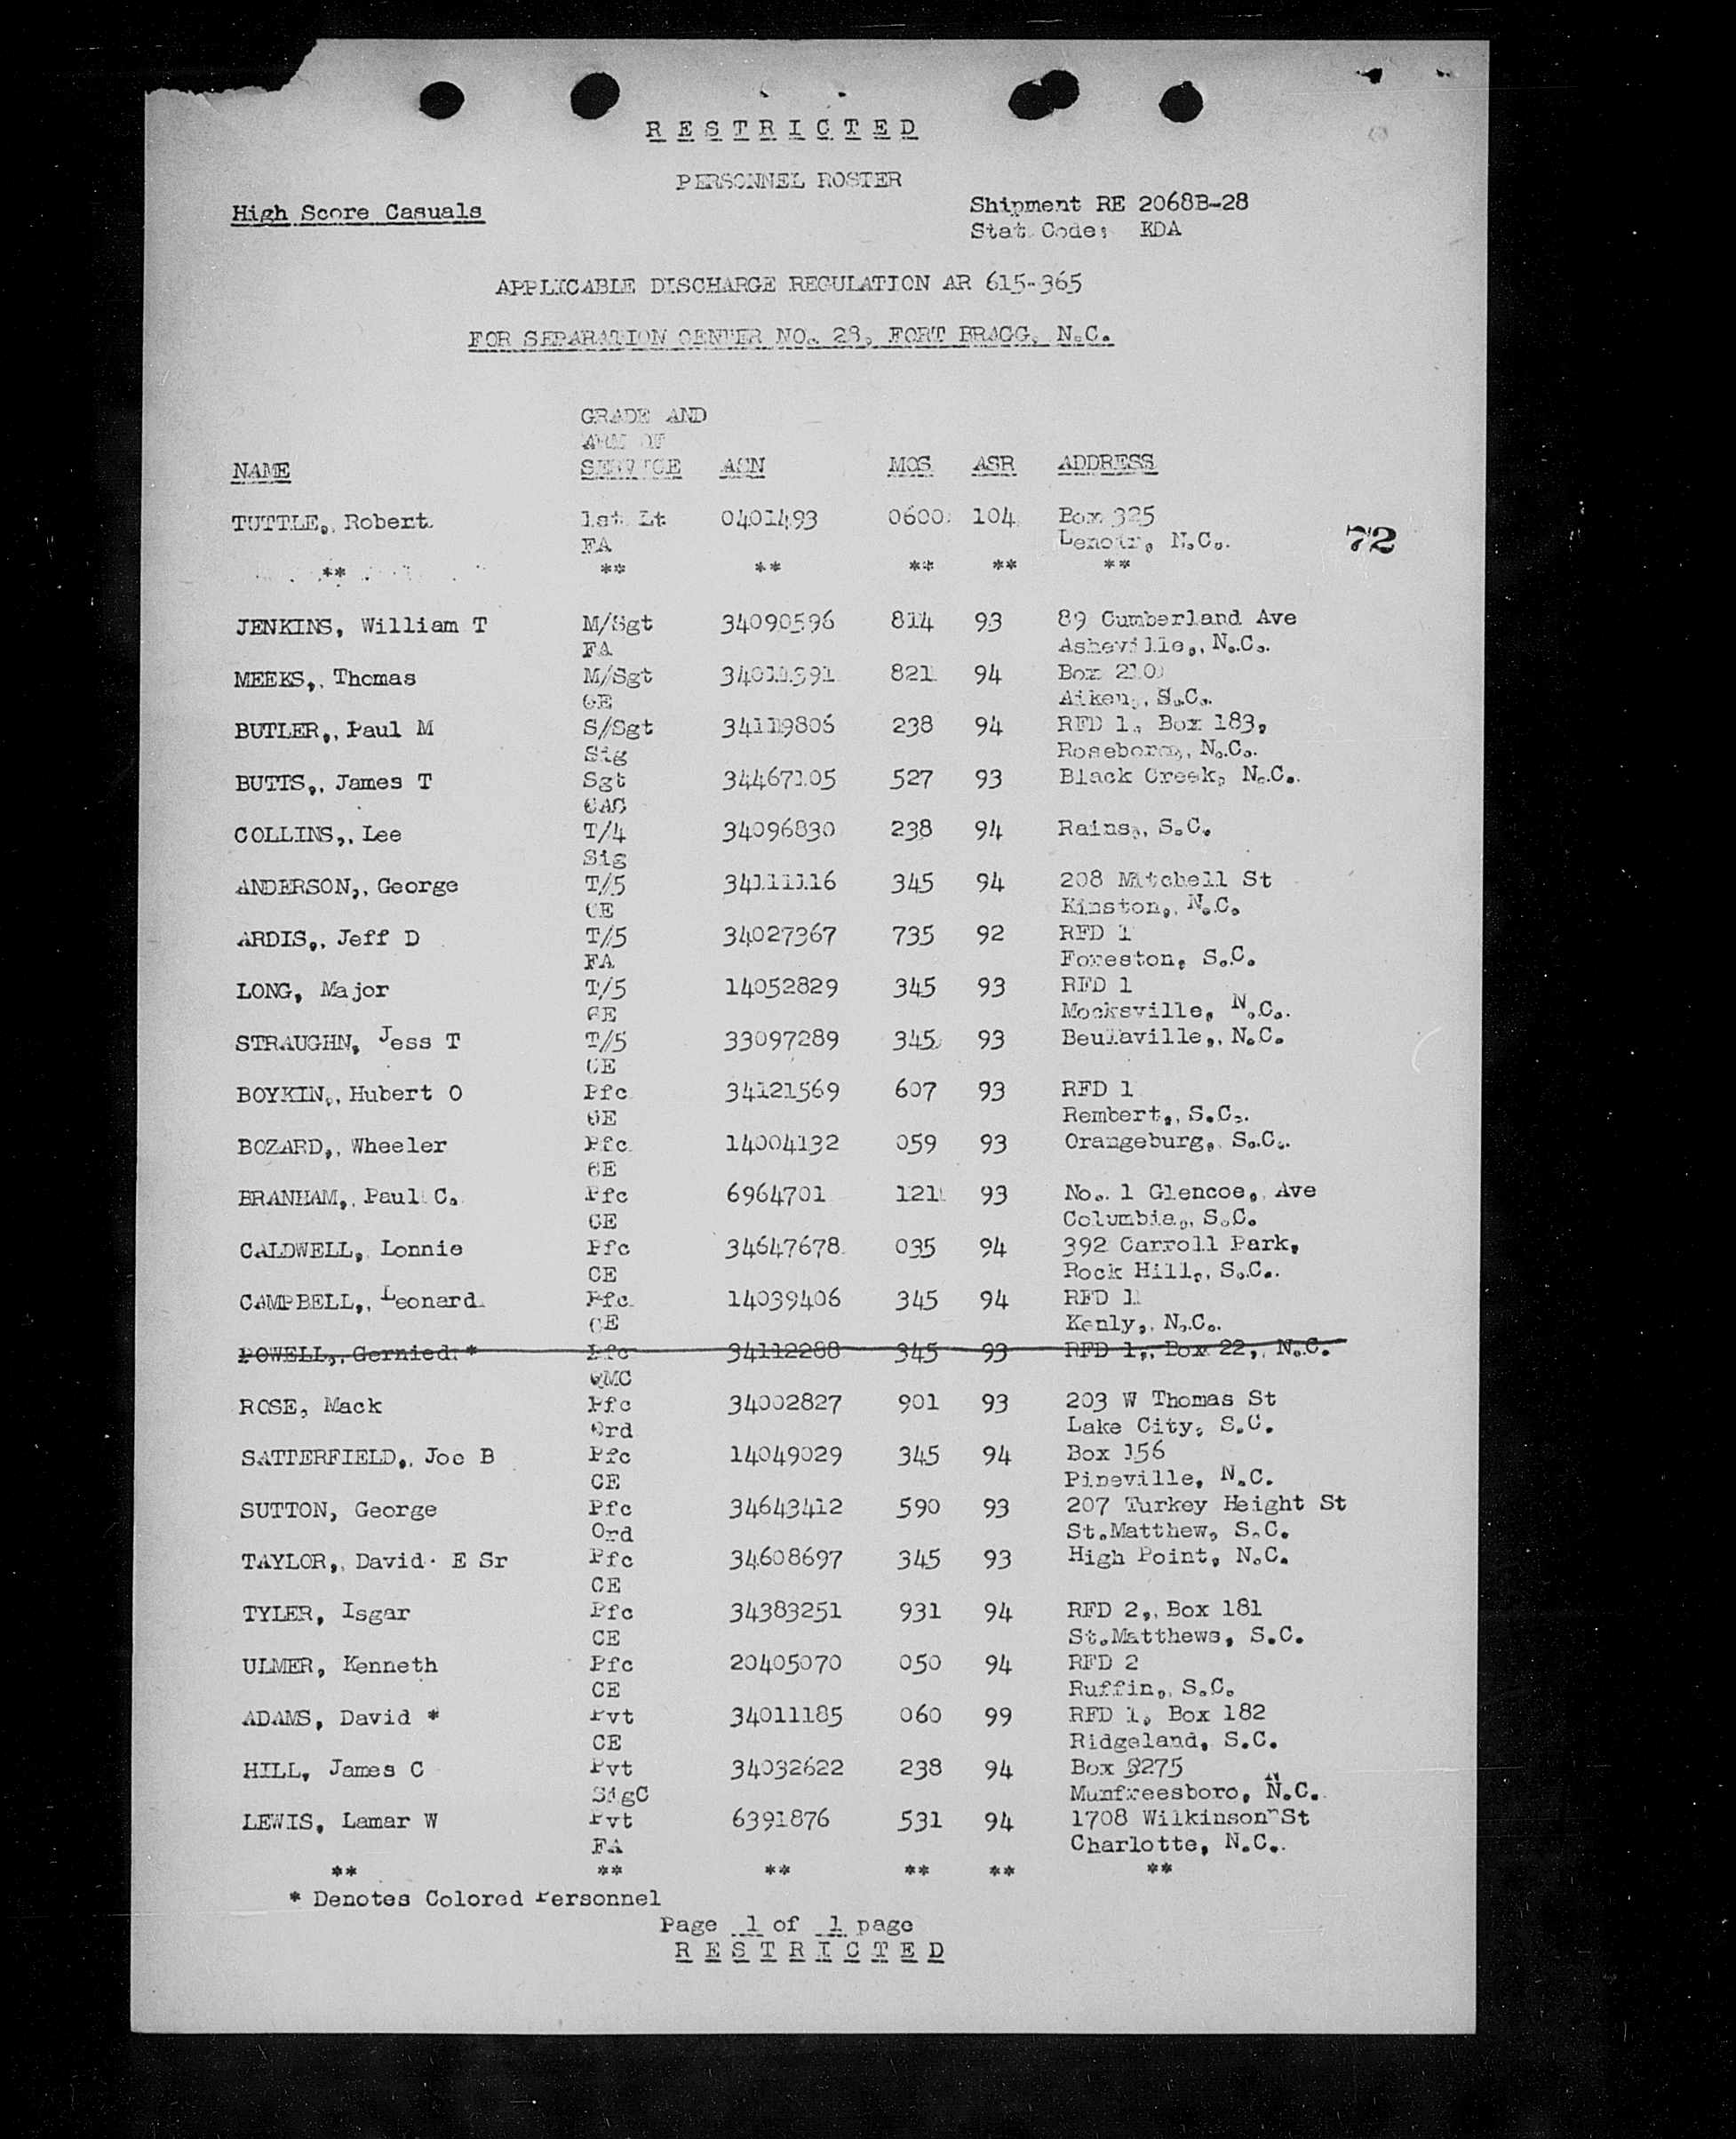 RESTRICTED
PERSONNEL ROSTER
High Score Casuals
Shipment RE 2068B-28
Stat Code: KDA
APPLICABLE DISCHARGE REGULATION AR 615-365
FOR SEPARATION CENTER NO. 28, FORT BRAGG, N.C.
GRADE AND
ARM OF
NAME SERVICE ASN MOS ASR ADDRESS
TUTTLE, Robert 1st Lt 0401493 0600 104 Box 325
FA Lenoir, N.C.
72
** ** ** ** ** **
JENKINS, William T M/Sgt 34090596 814 93 89 Cumberland Ave
FA Asheville, N.C.
MEEKS, Thomas M/Sgt 34011391 821 94 Box 210
CE Aiken, S.C.
BUTLER, Paul M S/Sgt 34119806 238 94 RFD 1, Box 183,
Sig Roseboro, N.C.
BUTTS, James T Sgt 34467105 527 93 Black Creek, N.C.
CAC
COLLINS, Lee T/4 34096830 238 94 Rains, S.C.
Sig
ANDERSON, George T/5 34111116 345 94 208 Mitchell St
CE Kinston, N.C.
ARDIS, Jeff D T/5 34027367 735 92 RFD 1
FA Foreston, S.C.
LONG, Major T/5 14052829 345 93 RFD 1
CE Mocksville, N.C.
STRAUGHN, Jess T T/5 33097289 345 93 Beulaville, N.C.
CE
BOYKIN, Hubert O Pfc 34121569 607 93 RFD 1
CE Rembert, S.C.
BOZARD, Wheeler Pfc 14004132 059 93 Orangeburg, S.C.
CE
BRANHAM, Paul C. Pfc 6964701 121 93 No. 1 Glencoe, Ave
CE Columbia, S.C.
CALDWELL, Lonnie Pfc 34647678 035 94 392 Carroll Park,
CE Rock Hill, S.C.
CAMPBELL, Leonard Pfc 14039406 345 94 RFD 1
CE Kenly, N.C.
POWELL, Gernied * Pfc 34112288 345 93 RFD 1, Box 22, N.C.
QMC
ROSE, Mack Pfc 34002827 901 93 203 W Thomas St
Ord Lake City, S.C.
SATTERFIELD, Joe B Pfc 14049029 345 94 Box 156
CE Pineville, N.C.
SUTTON, George Pfc 34643412 590 93 207 Turkey Height St
Ord St.Matthew, S.C.
TAYLOR, David E Sr Pfc 34608697 345 93 High Point, N.C.
CE
TYLER, Isgar Pfc 34383251 931 94 RFD 2, Box 181
CE St.Matthews, S.C.
ULMER, Kenneth Pfc 20405070 050 94 RFD 2
CE Ruffin, S.C.
ADAMS, David * Pvt 34011185 060 99 RFD 1, Box 182
CE Ridgeland, S.C.
HILL, James C Pvt 34032622 238 94 Box 9275
SigC Munfreesboro, N.C.
LEWIS, Lamar W Pvt 6391876 531 94 1708 Wilkinson St
FA Charlotte, N.C.
** ** ** ** ** **
* Denotes Colored Personnel
Page 1 of 1 page
RESTRICTED